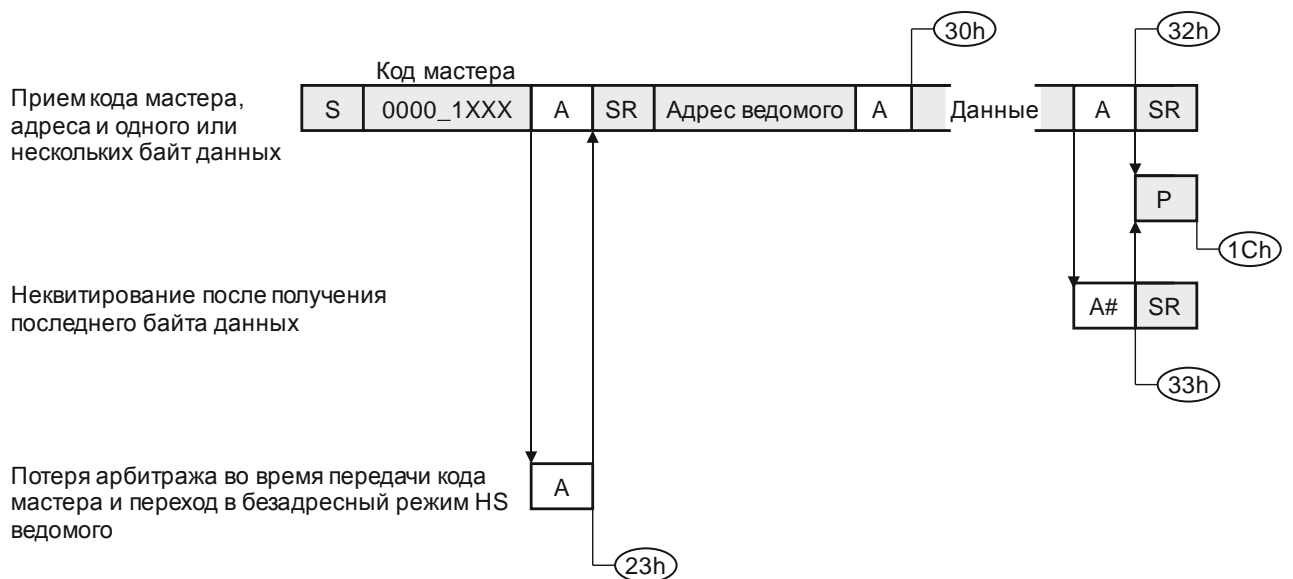 30h
32h
Код мастера
Прием кода мастера,
адреса и одного или
нескольких байт данных
S 0000_1XXX A SR Адрес ведомого A Данные A SR
P
1Ch
Неквитирование после получения
последнего байта данных
A# SR
33h
Потеря арбитража во время передачи кода
мастера и переход в безадресный режим HS
ведомого
A
23h